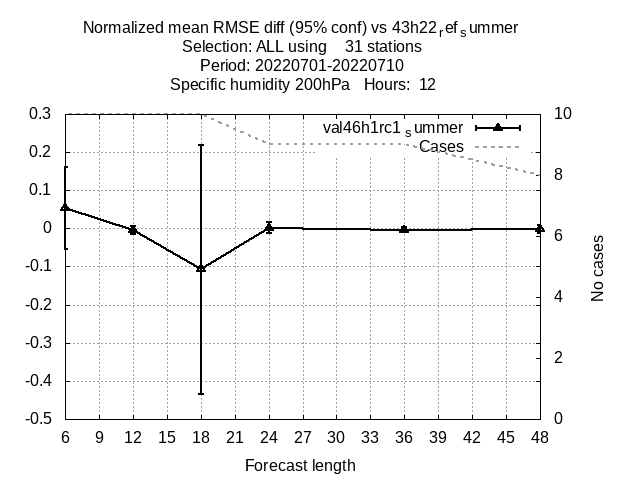 Normalized mean RMSE diff (95% conf) vs 43h22refsummer
Selection: ALL using 31 stations
Period: 20220701-20220710
Specific humidity 200hPa Hours: 12
val46h1rc1summer
Cases
0.3
0.2
0.1
0
-0.1
-0.2
-0.3
-0.4
-0.5
10
8
6
4
2
0
No cases
6 9 12 15 18 21 24 27 30 33 36 39 42 45 48
Forecast length